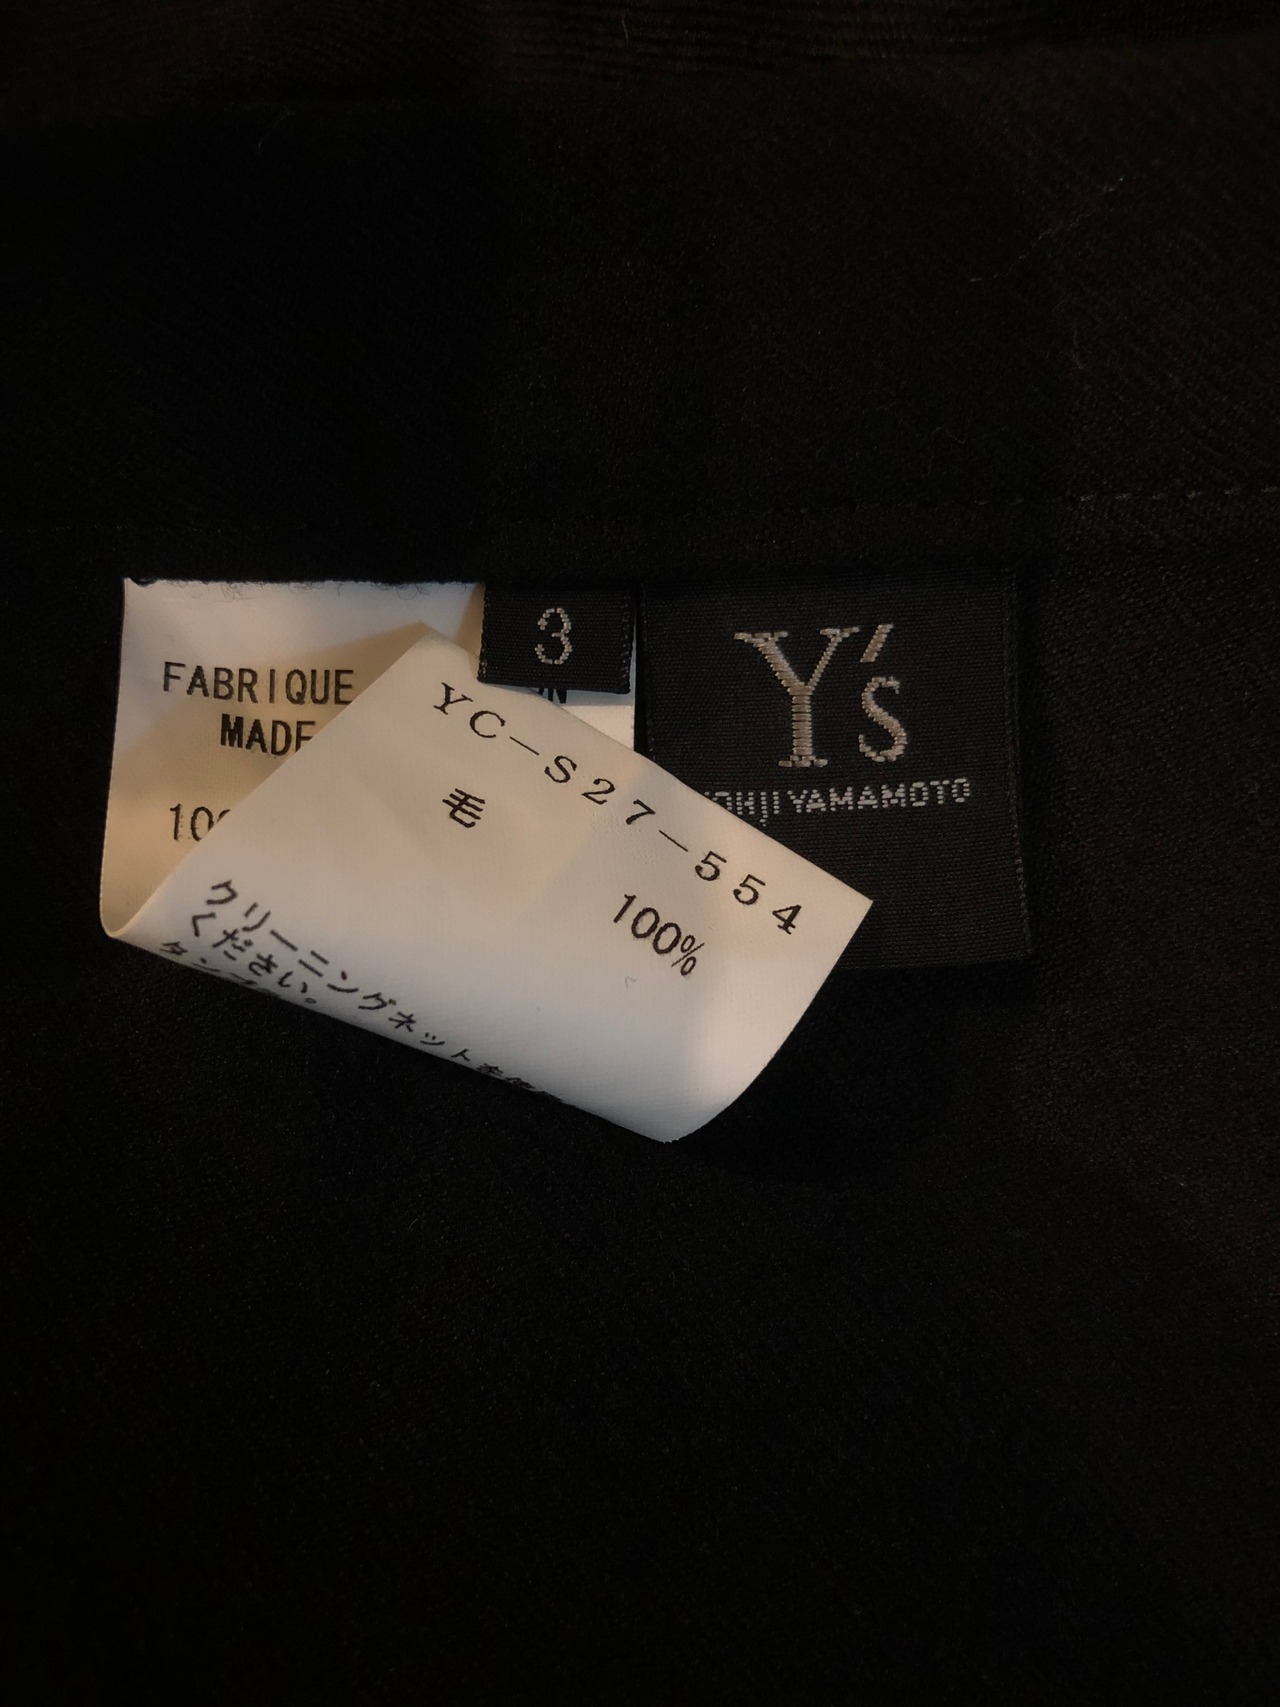 FABRIQUE
MADE
3
Y's
YOHJI YAMAMOTO
YC-S27-554
毛 100%
クリーニングネットを
ください。